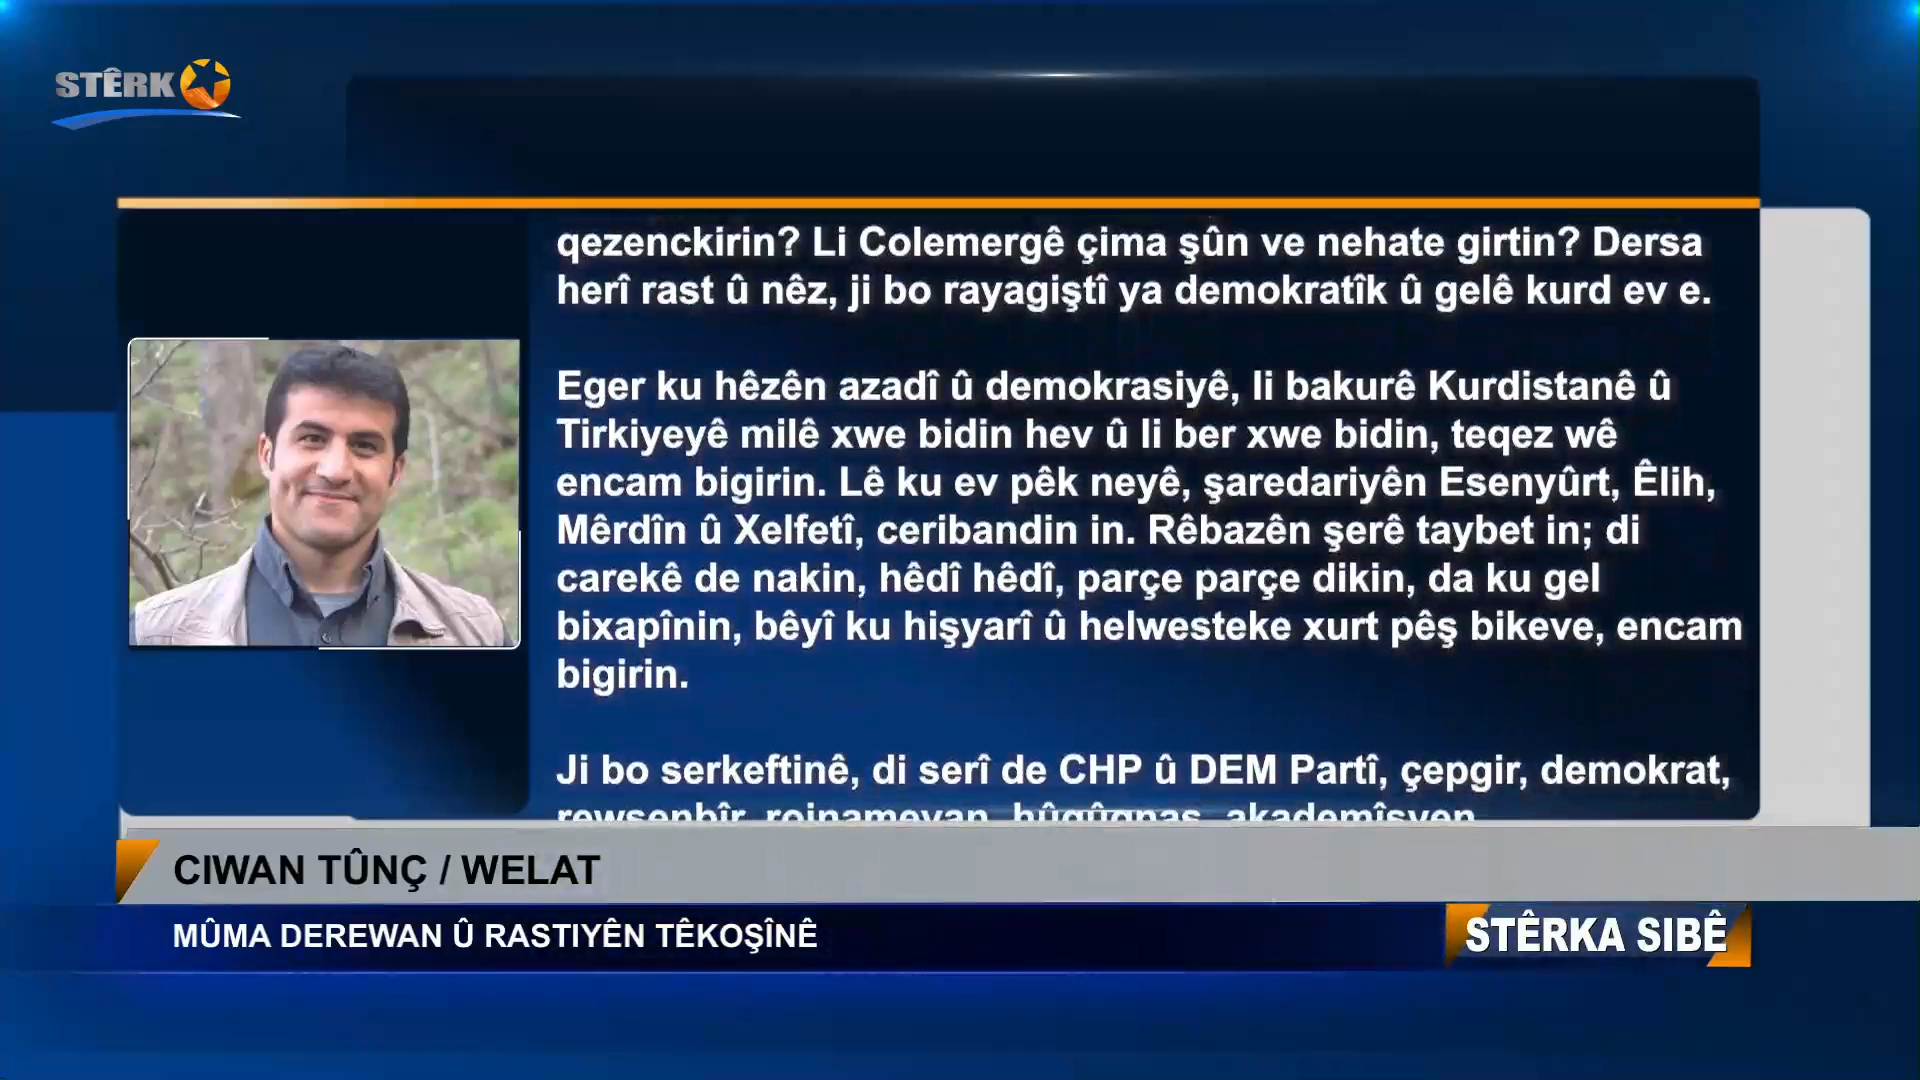 STÊRK
qezenckirin? Li Colemergê çima şûn ve nehate girtin? Dersa
herî rast û nêz, ji bo rayagiştî ya demokratîk û gelê kurd ev e.
Eger ku hêzên azadî û demokrasiyê, li bakurê Kurdistanê û
Tirkiyeyê milê xwe bidin hev û li ber xwe bidin, teqez wê
encam bigirin. Lê ku ev pêk neyê, şaredariyên Esenyûrt, Êlih,
Mêrdîn û Xelfetî, ceribandin in. Rêbazên şerê taybet in; di
carekê de nakin, hêdî hêdî, parçe parçe dikin, da ku gel
bixapînin, bêyî ku hişyarî û helwesteke xurt pêş bikeve, encam
bigirin.
Ji bo serkeftinê, di serî de CHP û DEM Partî, çepgir, demokrat,
CIWAN TÛNÇ / WELAT
MÛMA DEREWAN Û RASTIYÊN TÊKOŞÎNÊ
STÊRKA SIBÊ